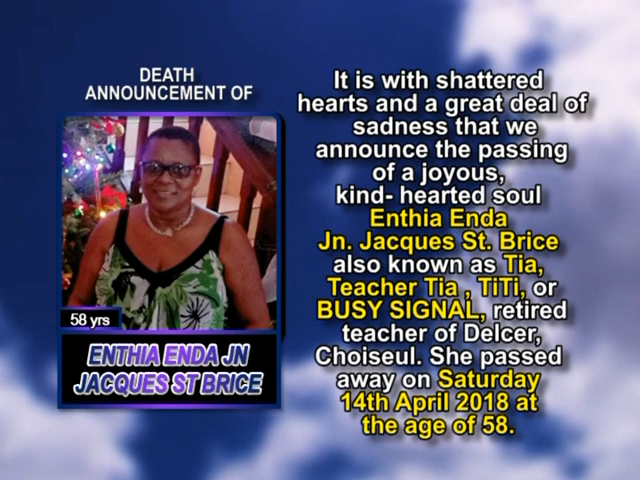 DEATH
ANNOUNCEMENT OF
58 yrs
ENTHIA ENDA JN
JACQUES ST BRICE
It is with shattered
hearts and a great deal of
sadness that we
announce the passing
of a joyous,
kind- hearted soul
Enthia Enda
Jn. Jacques St. Brice
also known as Tia,
Teacher Tia , TiTi, or
BUSY SIGNAL, retired
teacher of Delcer,
Choiseul. She passed
away on Saturday
14th April 2018 at
the age of 58.